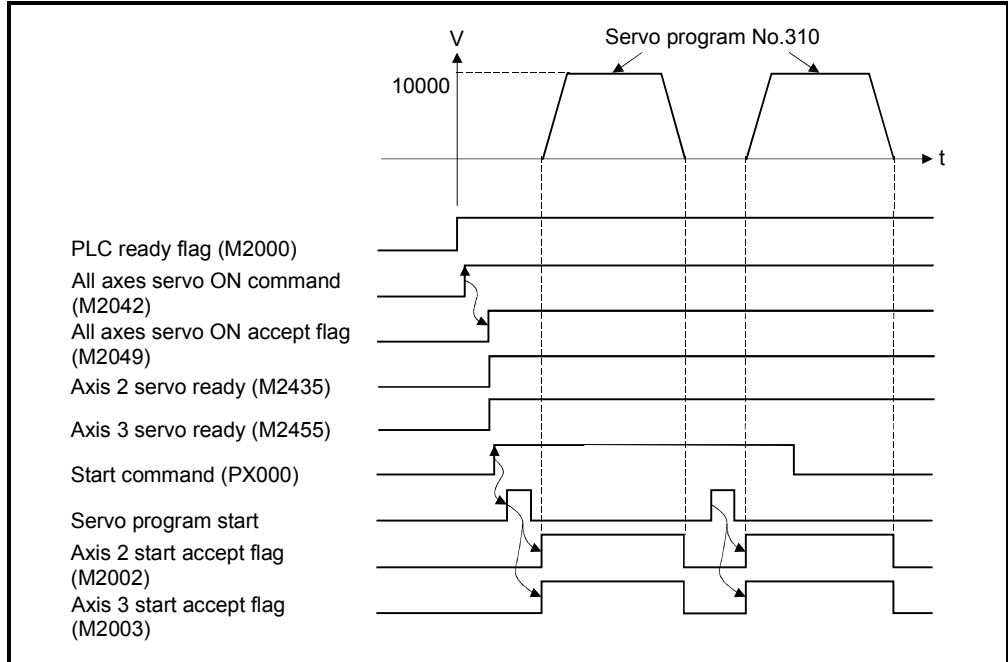 V
Servo program No.310
10000
t
PLC ready flag (M2000)
All axes servo ON command
(M2042)
All axes servo ON accept flag
(M2049)
Axis 2 servo ready (M2435)
Axis 3 servo ready (M2455)
Start command (PX000)
Servo program start
Axis 2 start accept flag
(M2002)
Axis 3 start accept flag
(M2003)